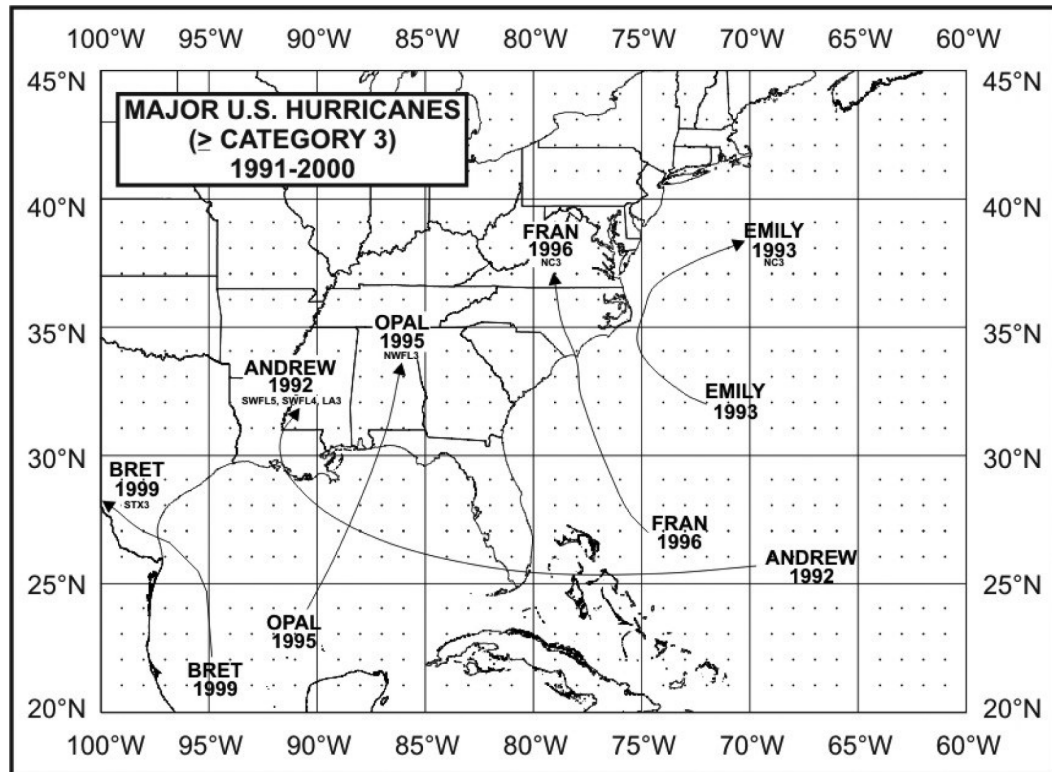 100°W 95°W 90°W 85°W 80°W 75°W 70°W 65°W 60°W
45°N 45°N
MAJOR U.S. HURRICANES
(≥ CATEGORY 3)
1991-2000
40°N 40°N
FRAN
1996
NC3
EMILY
1993
NC3
35°N 35°N
OPAL
1995
NWFL3
ANDREW
1992
SWFL5, SWFL4, LA3
EMILY
1993
30°N 30°N
BRET
1999
STX3
FRAN
1996
ANDREW
1992
25°N 25°N
OPAL
1995
BRET
1999
20°N 20°N
100°W 95°W 90°W 85°W 80°W 75°W 70°W 65°W 60°W